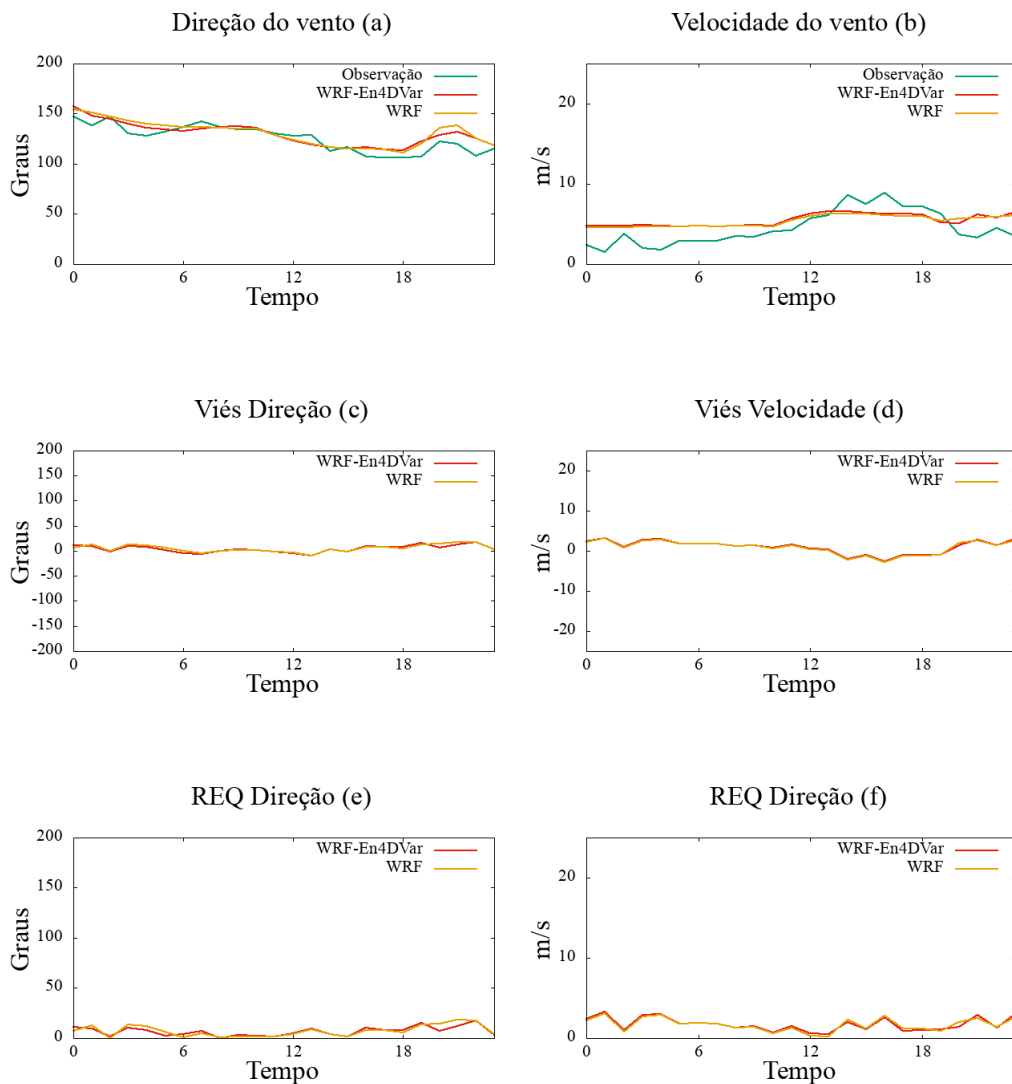 Direção do vento (a)
200
150
100
50
0
Graus
Observação
WRF-En4DVar
WRF
0
6
12
18
Tempo
Velocidade do vento (b)
20
10
0
m/s
Observação
WRF-En4DVar
WRF
0
6
12
18
Tempo
Viés Direção (c)
200
150
100
50
0
-50
-100
-150
-200
Graus
WRF-En4DVar
WRF
0
6
12
18
Tempo
Viés Velocidade (d)
20
10
0
-10
-20
m/s
WRF-En4DVar
WRF
0
6
12
18
Tempo
REQ Direção (e)
200
150
100
50
0
Graus
WRF-En4DVar
WRF
0
6
12
18
Tempo
REQ Direção (f)
20
10
0
m/s
WRF-En4DVar
WRF
0
6
12
18
Tempo